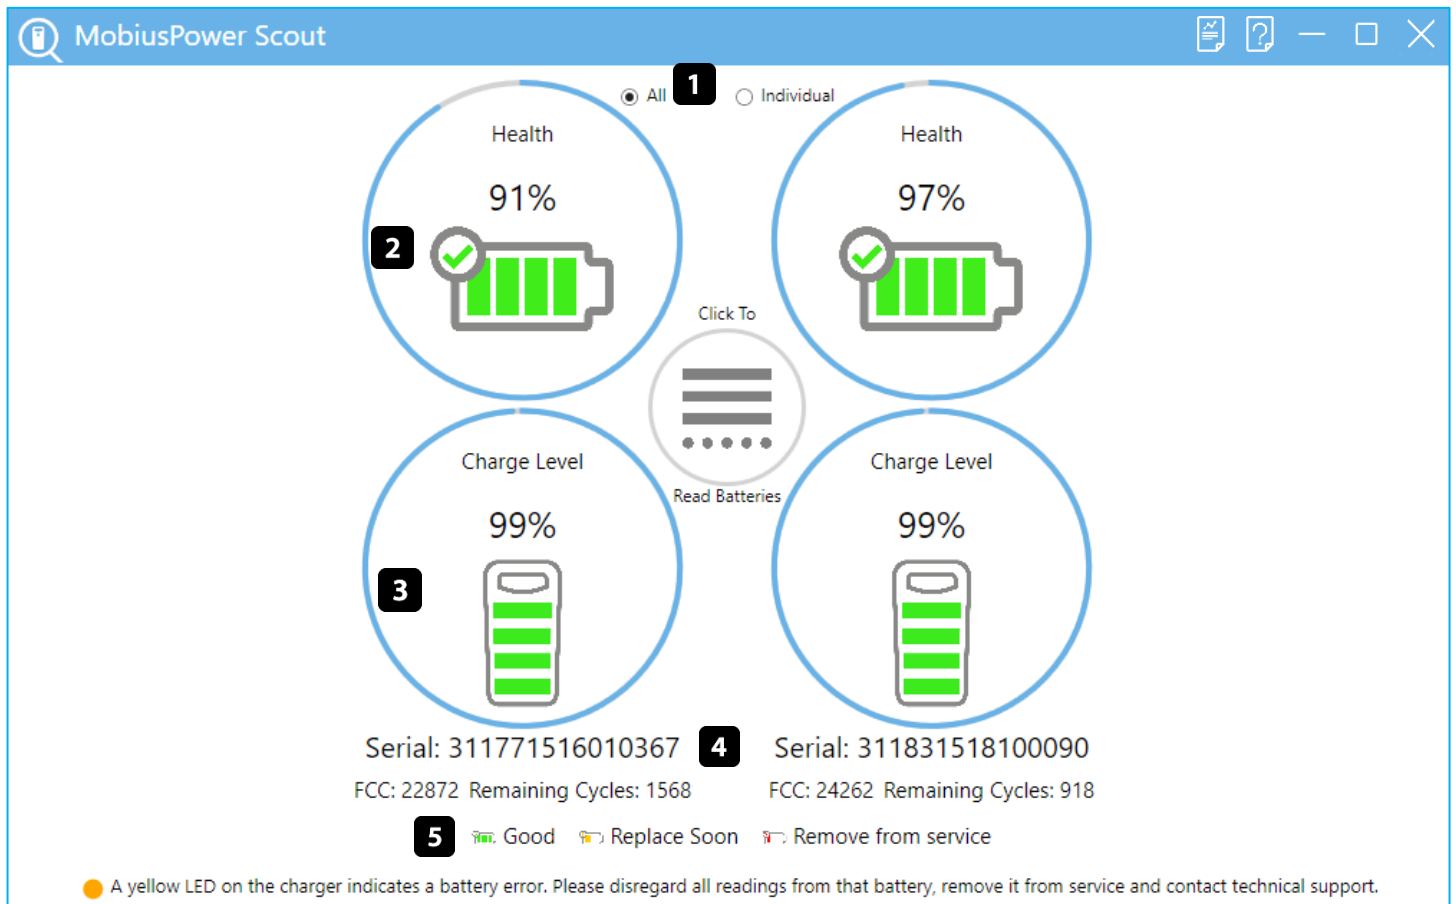 MobiusPower Scout
All 1 Individual
Health
91%
2
Health
97%
Click To
Read Batteries
Charge Level
99%
3
Charge Level
99%
Serial: 311771516010367 4 Serial: 311831518100090
FCC: 22872 Remaining Cycles: 1568 FCC: 24262 Remaining Cycles: 918
5 Good Replace Soon Remove from service
A yellow LED on the charger indicates a battery error. Please disregard all readings from that battery, remove it from service and contact technical support.